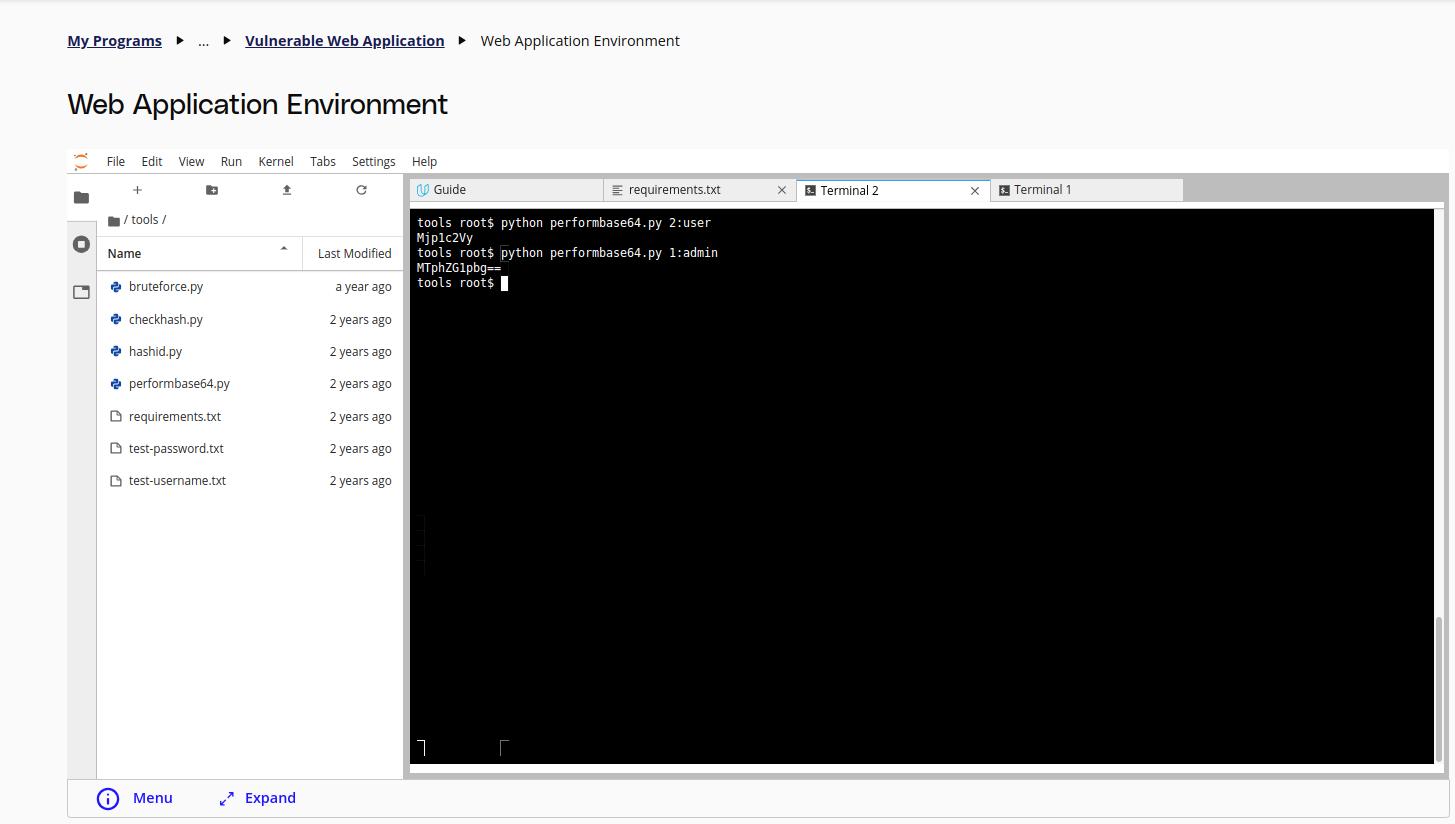 My Programs ... Vulnerable Web Application Web Application Environment
Web Application Environment
File Edit View Run Kernel Tabs Settings Help
Guide requirements.txt Terminal 2 Terminal 1
/ tools /
Name Last Modified
bruteforce.py a year ago
checkhash.py 2 years ago
hashid.py 2 years ago
performbase64.py 2 years ago
requirements.txt 2 years ago
test-password.txt 2 years ago
test-username.txt 2 years ago
tools root$ python performbase64.py 2:user
Mjp1c2Vy
tools root$ python performbase64.py 1:admin
MTphZG1pbg==
tools root$
Menu Expand